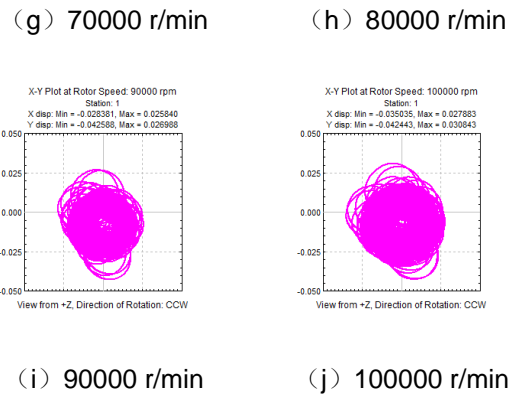 （g）70000 r/min
（h）80000 r/min
X-Y Plot at Rotor Speed: 90000 rpm
Station: 1
X disp: Min = -0.028381, Max = 0.025840
Y disp: Min = -0.042588, Max = 0.026988
0.050
0.025
0.000
-0.025
-0.050
View from +Z, Direction of Rotation: CCW
X-Y Plot at Rotor Speed: 100000 rpm
Station: 1
X disp: Min = -0.035035, Max = 0.027883
Y disp: Min = -0.042443, Max = 0.030843
0.050
0.025
0.000
-0.025
-0.050
View from +Z, Direction of Rotation: CCW
（i）90000 r/min
（j）100000 r/min